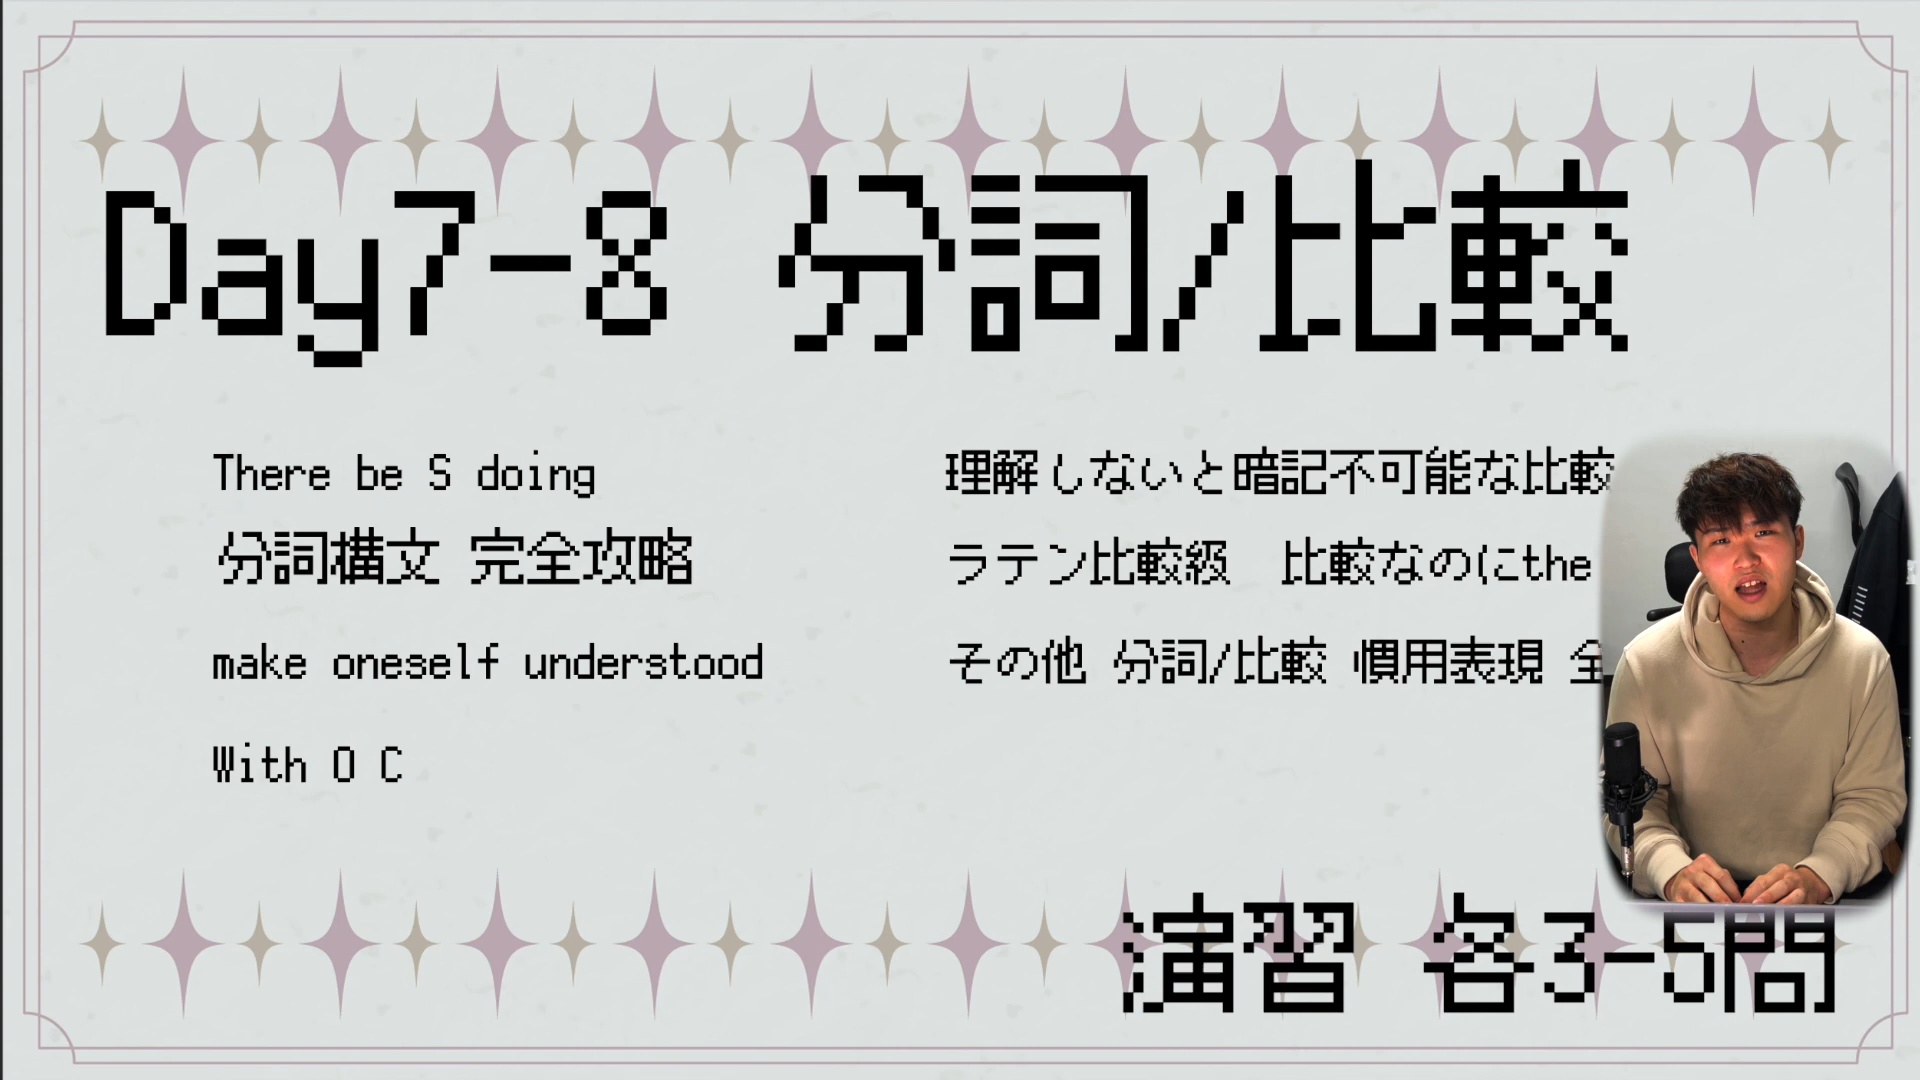 Day7-8 分詞/比較
There be S doing
分詞構文 完全攻略
make oneself understood
With O C
理解しないと暗記不可能な比較
ラテン比較級 比較なのにthe
その他 分詞/比較 慣用表現 全
演習 各3-5問